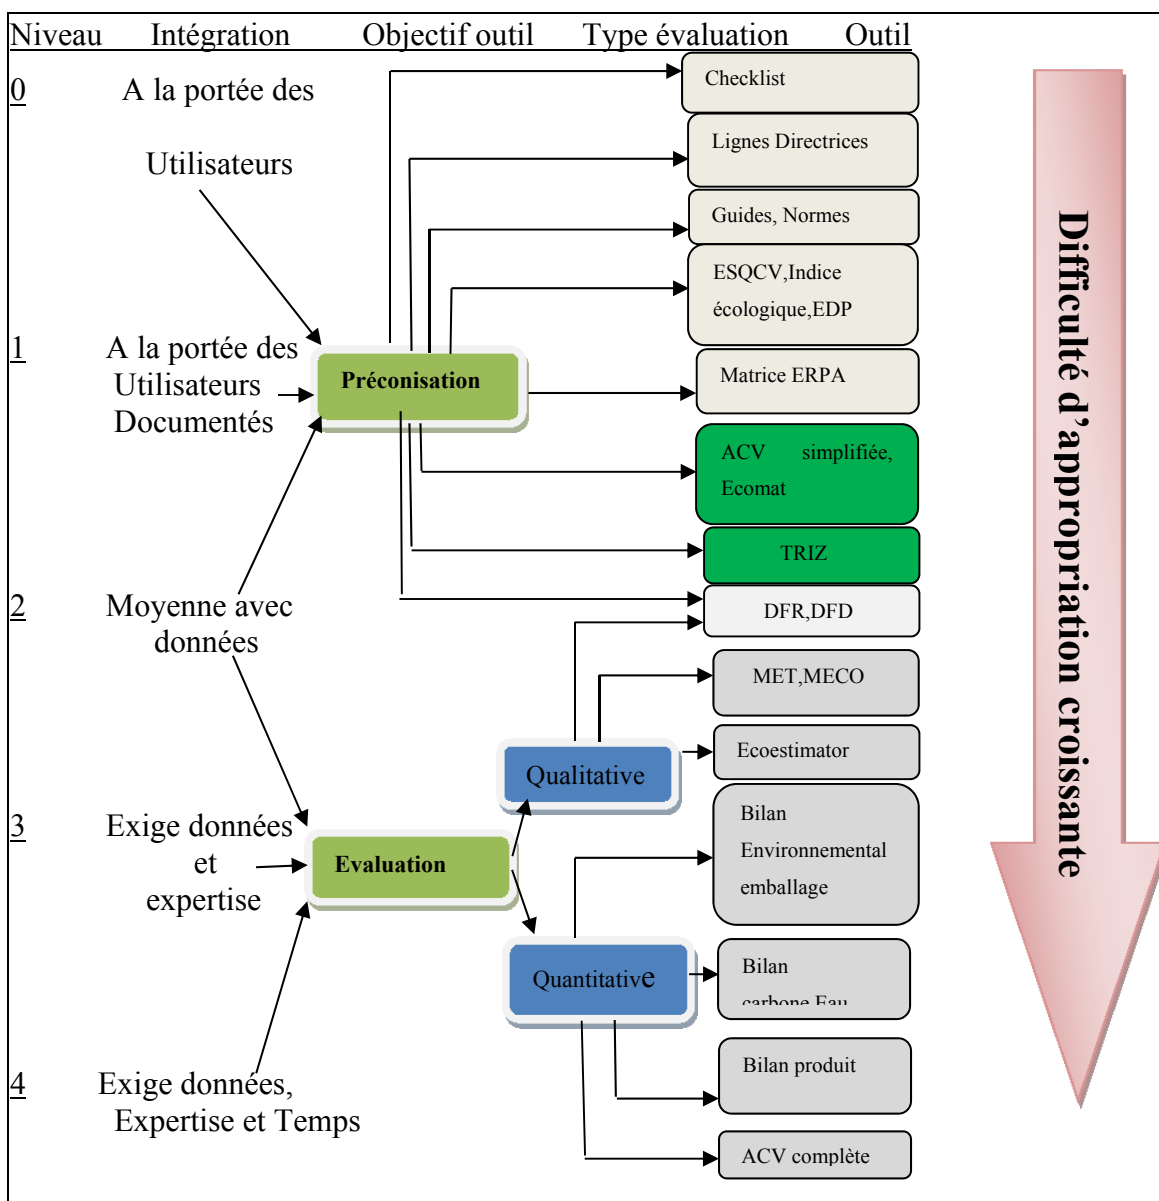 Niveau Intégration Objectif outil Type évaluation Outil
0 A la portée des
Utilisateurs
1 A la portée des
Utilisateurs
Documentés
2 Moyenne avec
données
3 Exige données
et
expertise
4 Exige données,
Expertise et Temps
Préconisation
Evaluation
Qualitative
Quantitative
Checklist
Lignes Directrices
Guides, Normes
ESQCV,Indice
écologique,EDP
Matrice ERPA
ACV simplifiée,
Ecomat
TRIZ
DFR,DFD
MET,MECO
Ecoestimator
Bilan
Environnemental
emballage
Bilan
carbone,Eau
Bilan produit
ACV complète
Difficulté d’appropriation croissante